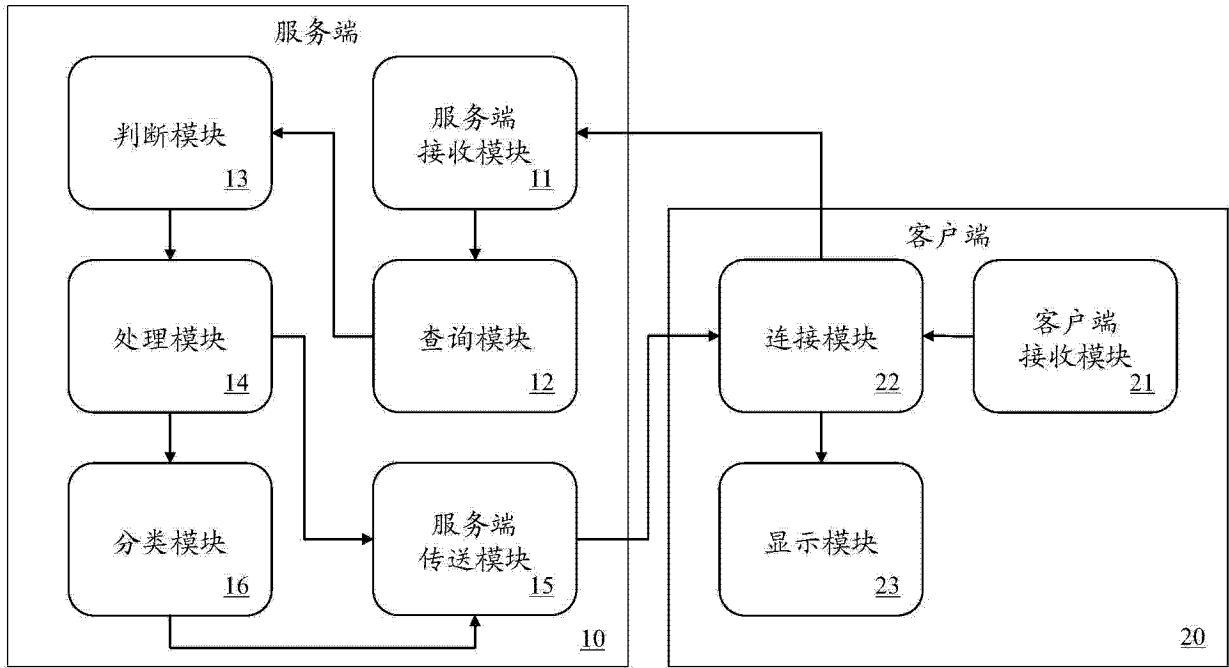 服务端
判断模块
13
服务端
接收模块
11
处理模块
14
查询模块
12
分类模块
16
服务端
传送模块
15
10
客户端
连接模块
22
客户端
接收模块
21
显示模块
23
20